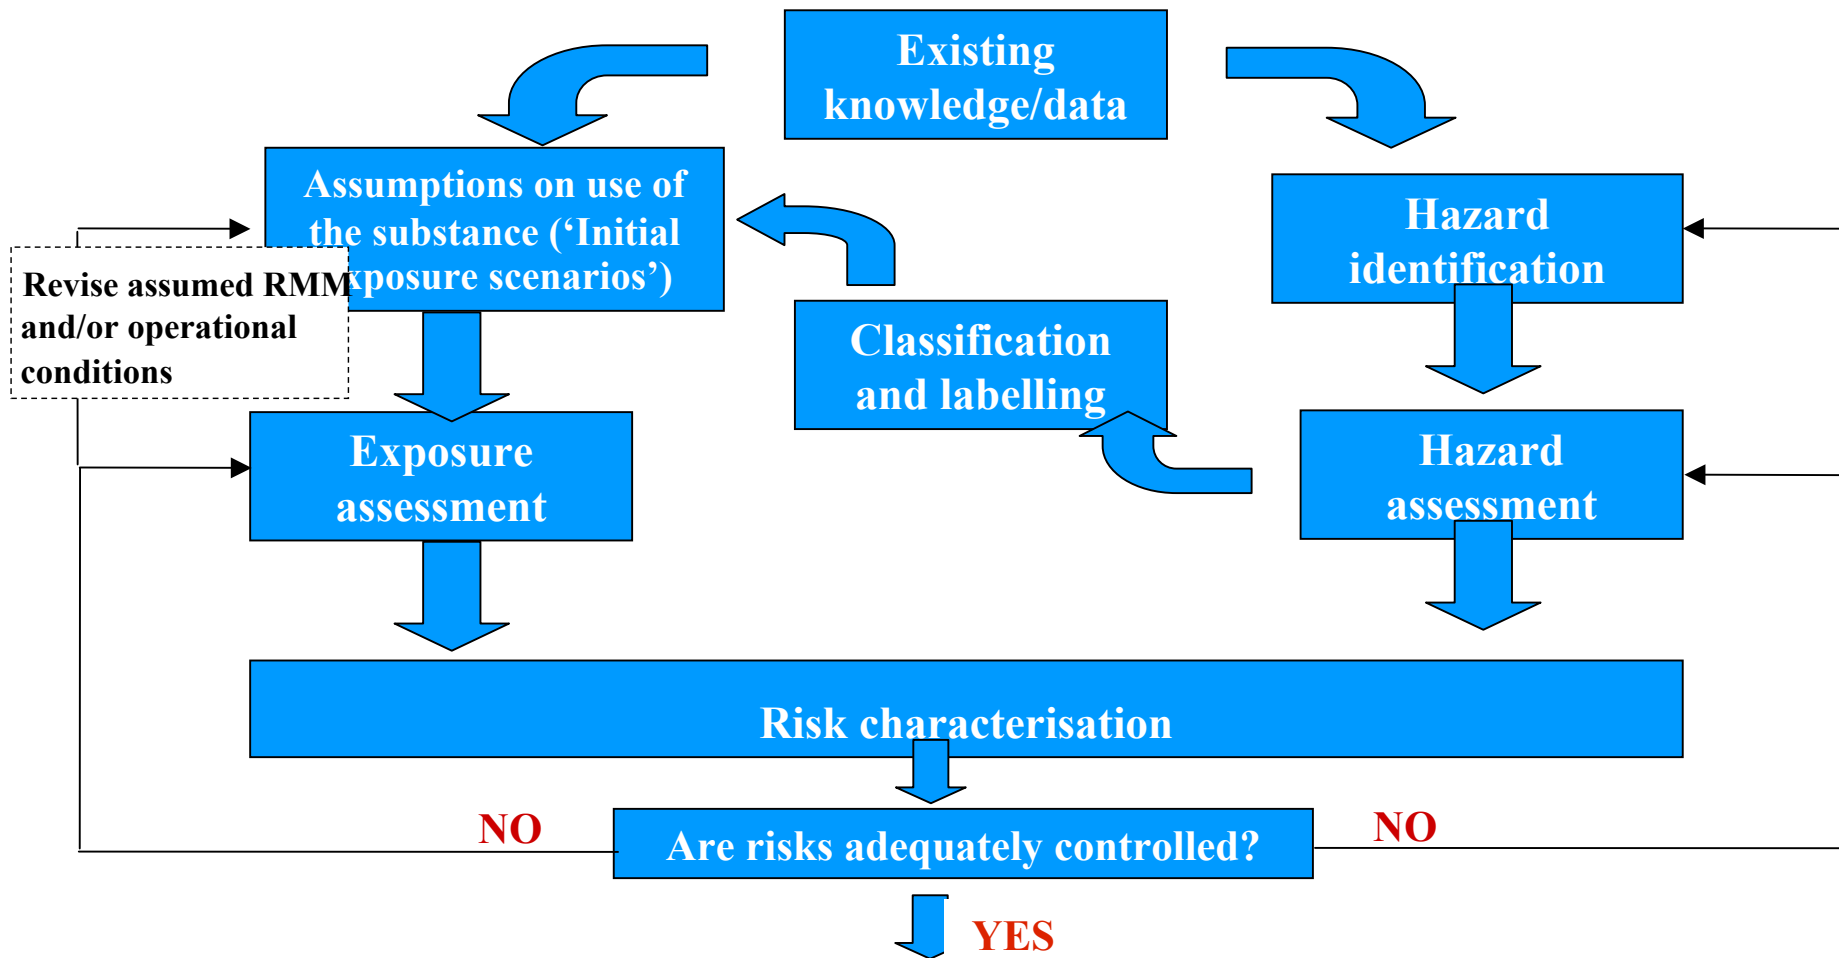 Existing
knowledge/data
Assumptions on use of
the substance (‘Initial
xposure scenarios’)
Revise assumed RMM
and/or operational
conditions
Hazard
identification
Classification
and labelling
Exposure
assessment
Hazard
assessment
Risk characterisation
NO
Are risks adequately controlled?
NO
YES